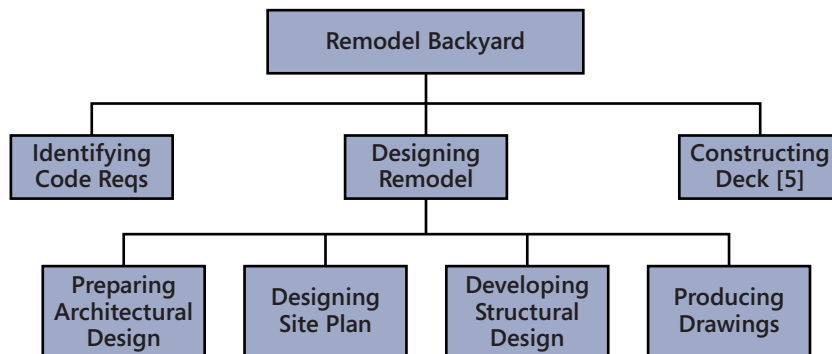 Remodel Backyard
Identifying
Code Reqs
Designing
Remodel
Constructing
Deck [5]
Preparing
Architectural
Design
Designing
Site Plan
Developing
Structural
Design
Producing
Drawings